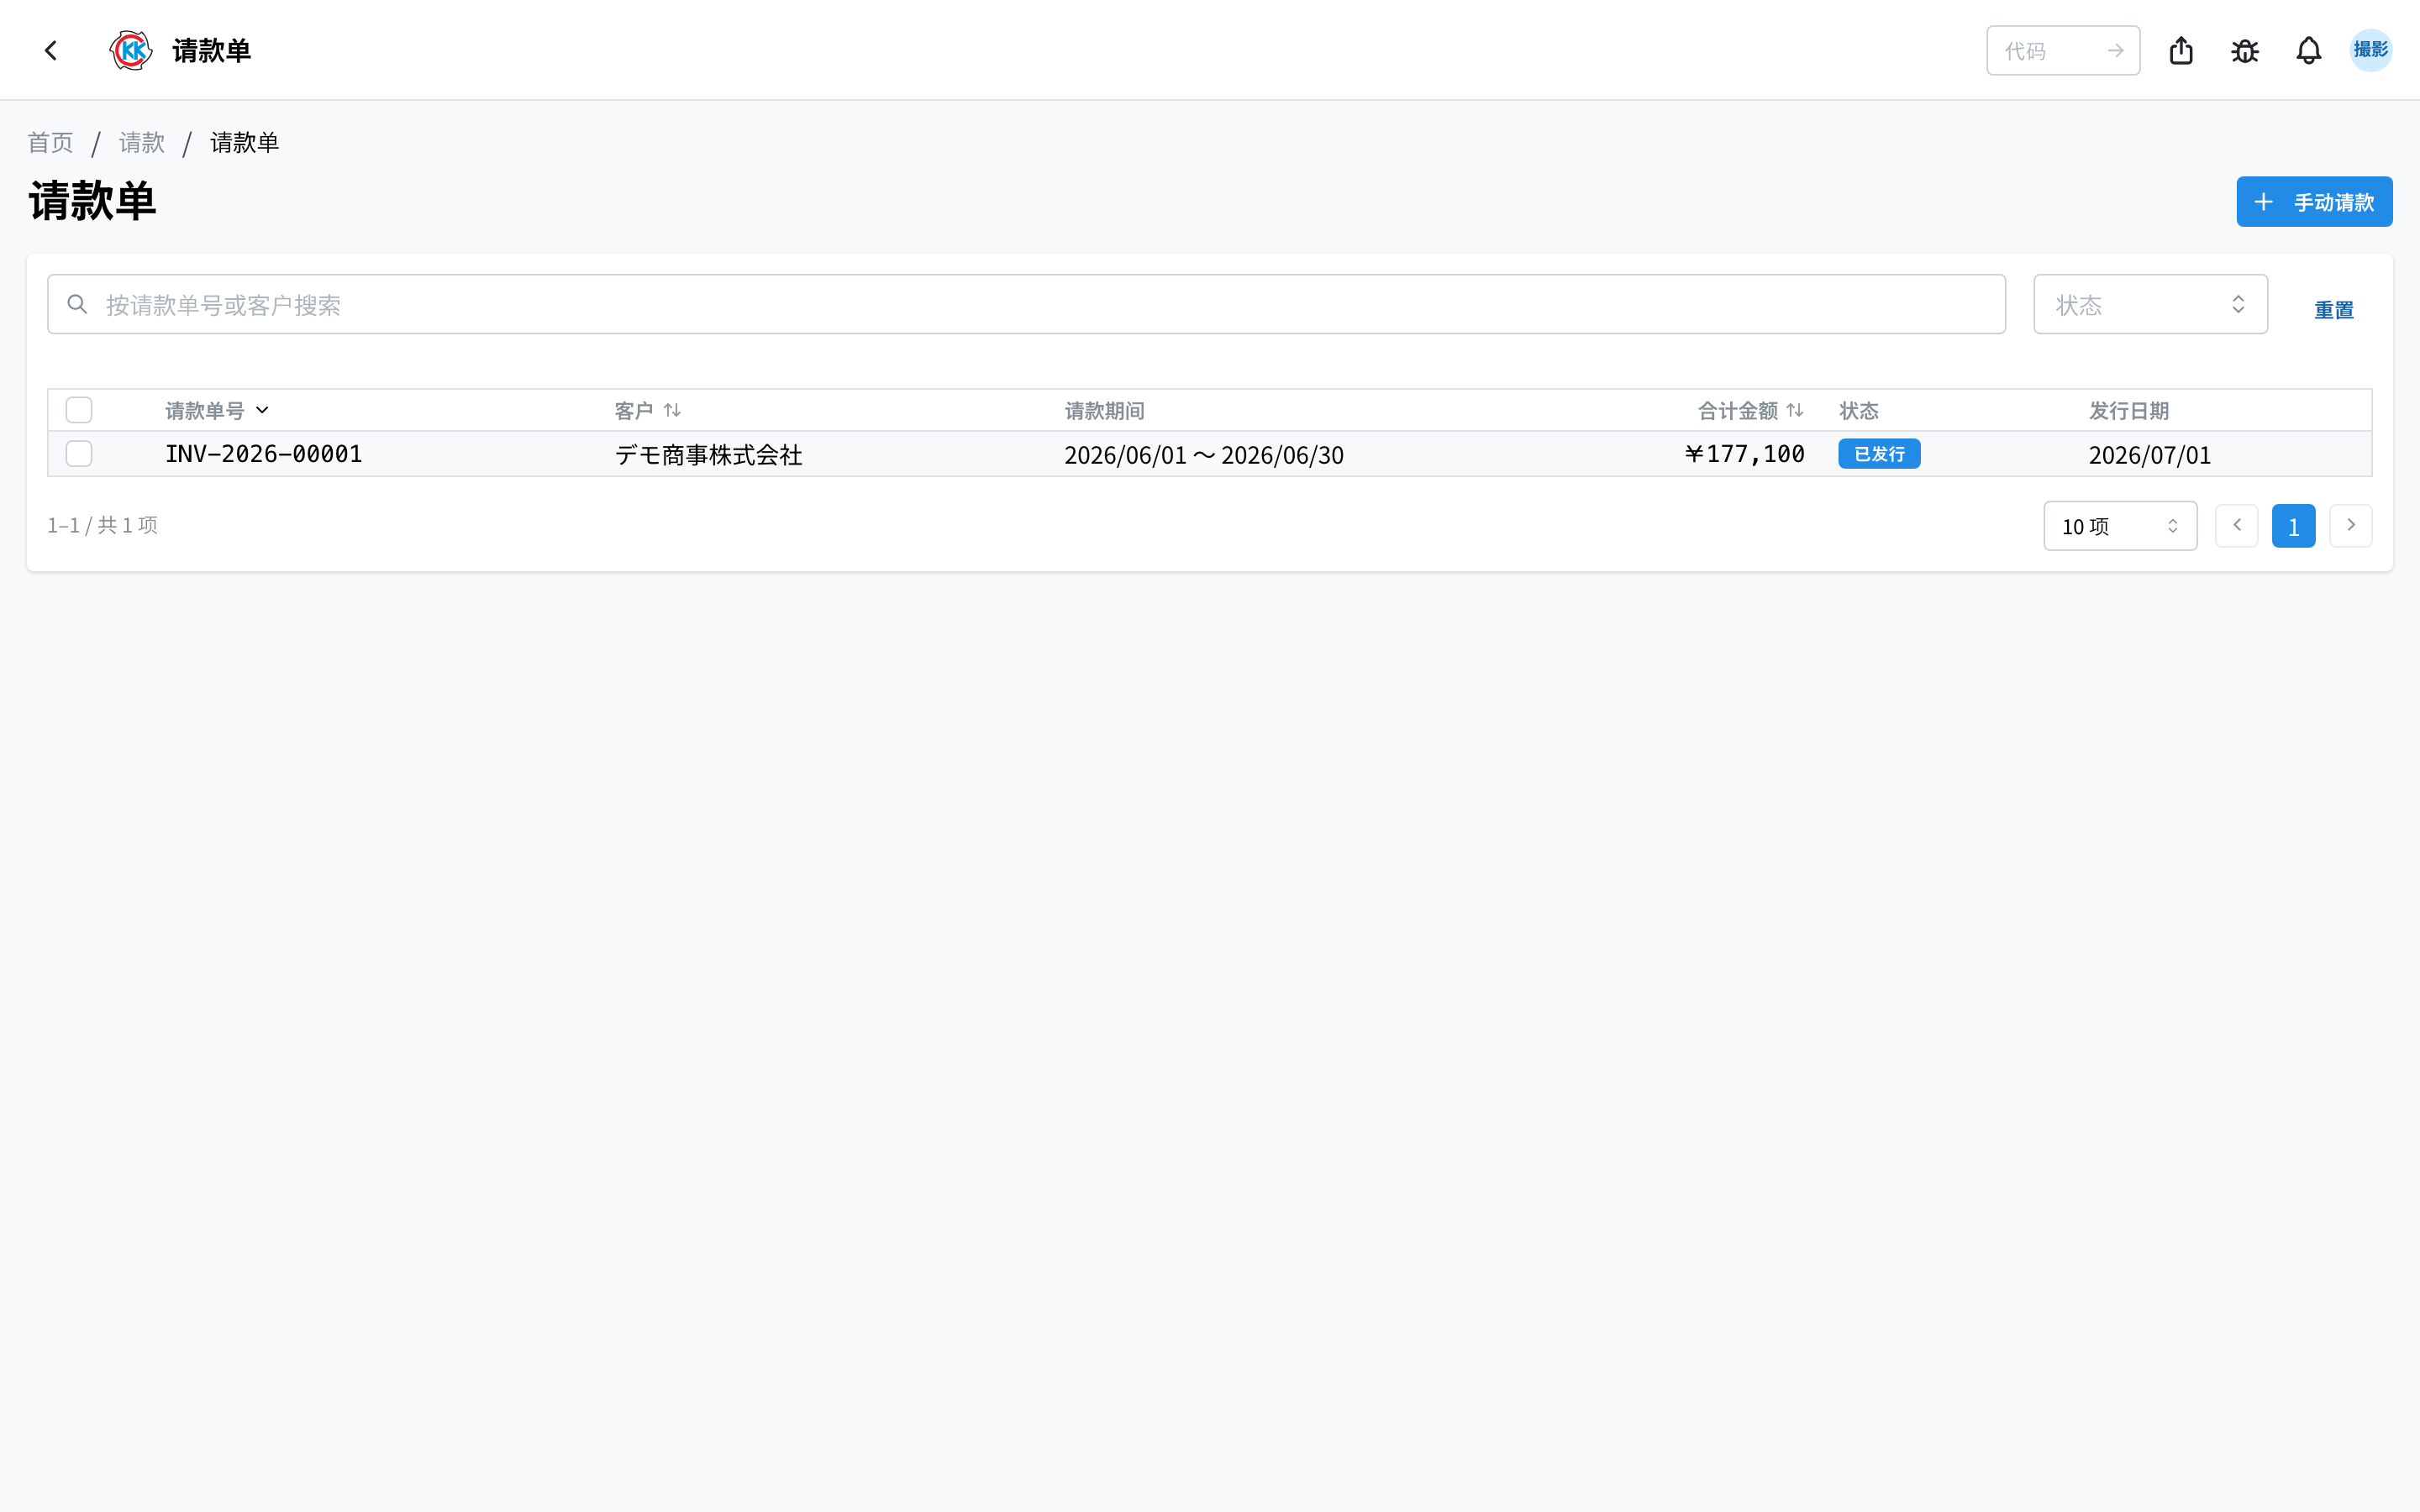 KK 请款单 代码 撮影
首页 / 请款 / 请款单
请款单
手动请款
按请款单号或客户搜索 状态 重置
请款单号 客户 请款期间 合计金额 状态 发行日期
INV-2026-00001 デモ商事株式会社 2026/06/01 ～ 2026/06/30 ￥177,100 已发行 2026/07/01
1–1 / 共 1 项 10 项 1